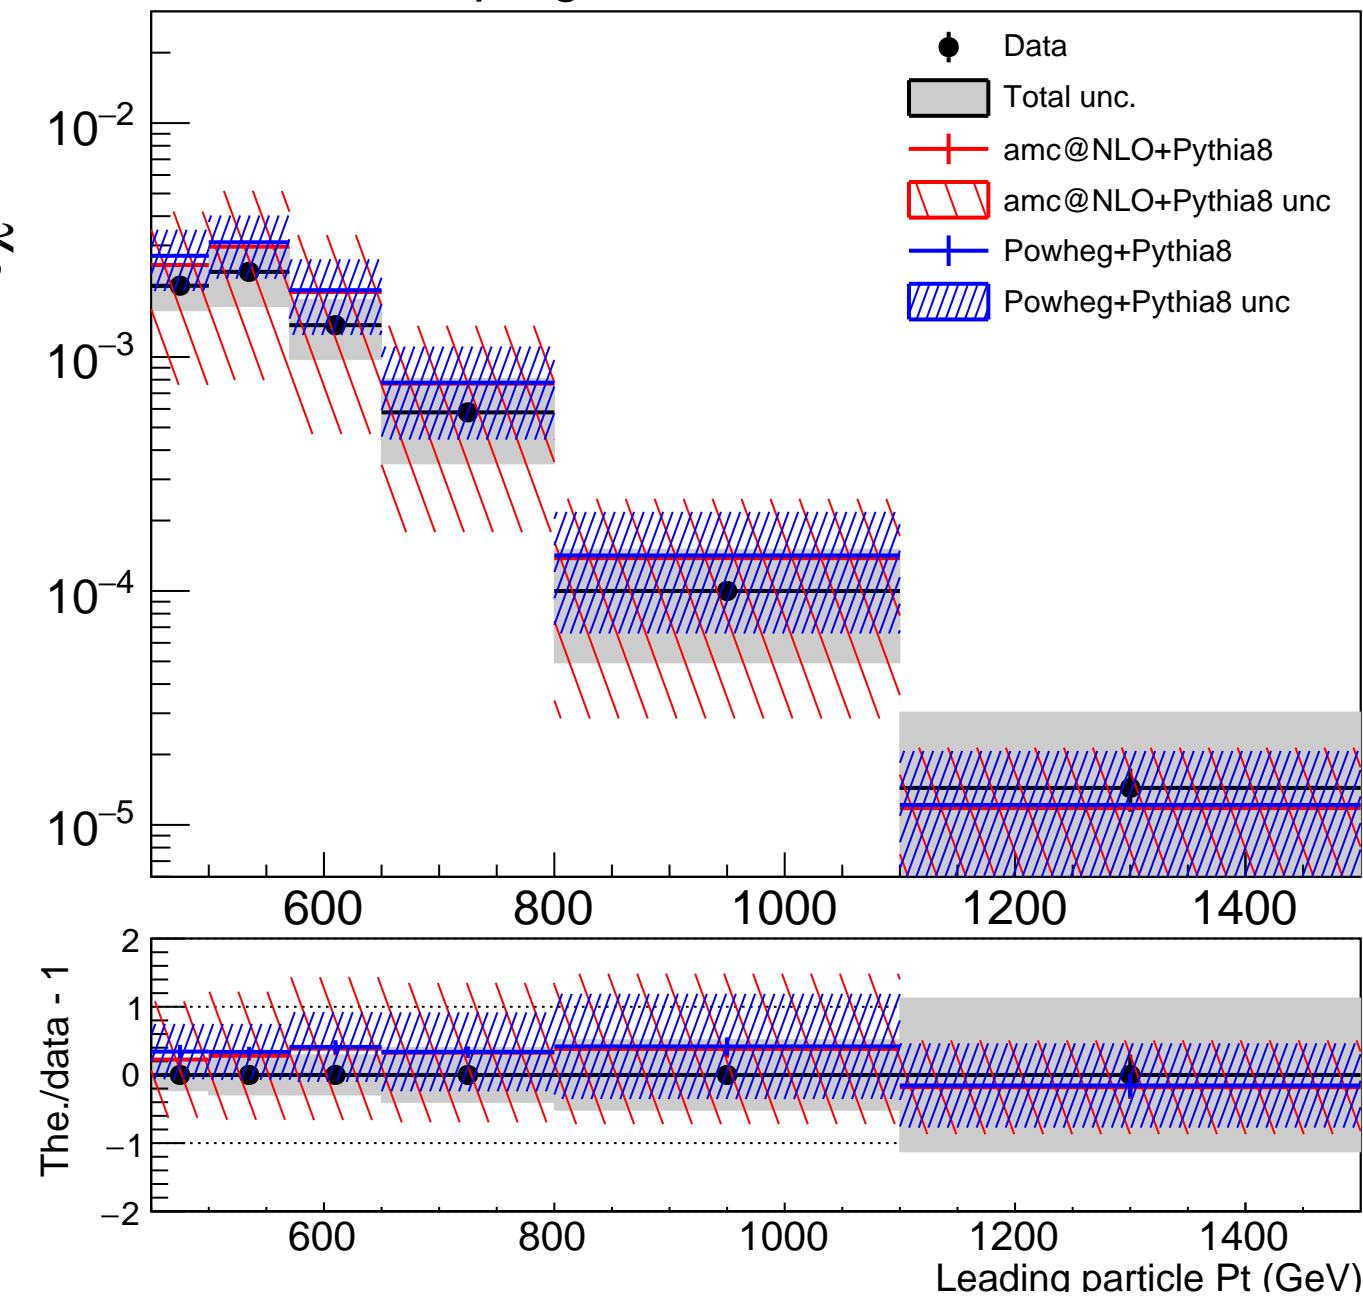 Data
Total unc.
amc@NLO+Pythia8
amc@NLO+Pythia8 unc
Powheg+Pythia8
Powheg+Pythia8 unc
10−2
10−3
10−4
10−5
600 800 1000 1200 1400
The./data - 1
2
1
0
−1
−2
600 800 1000 1200 1400
Leading particle Pt (GeV)